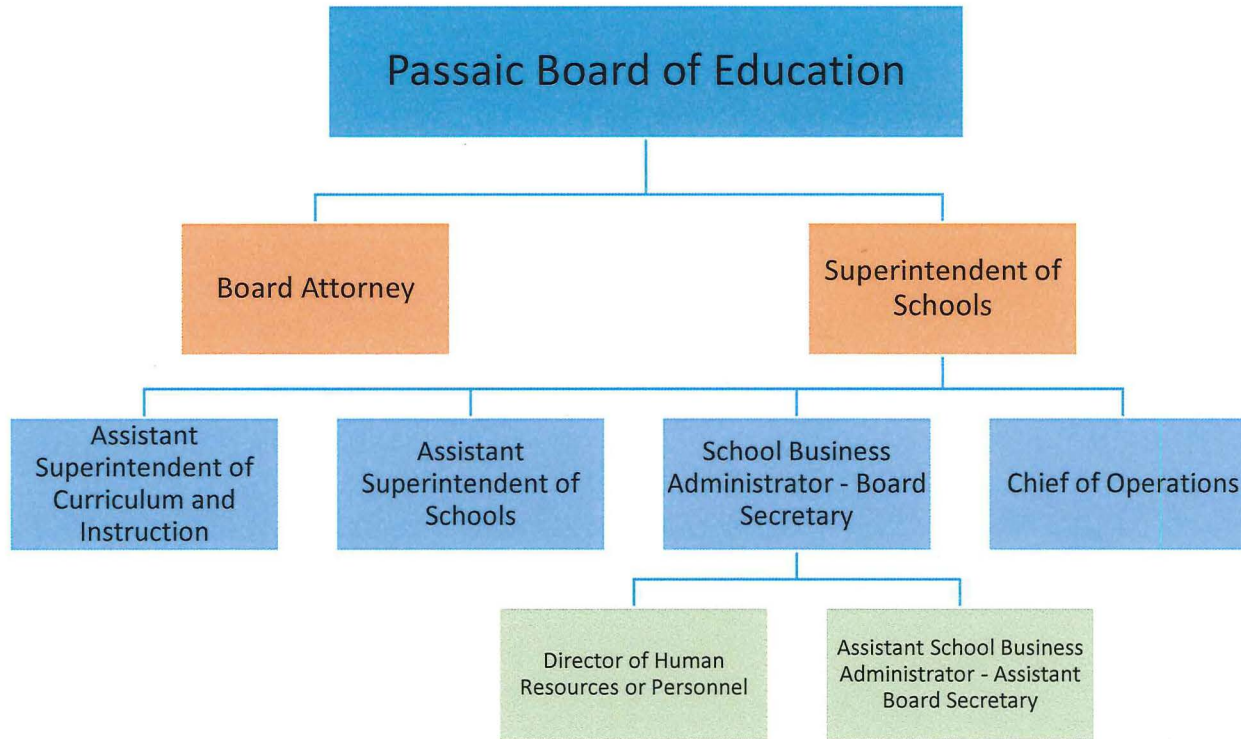 Passaic Board of Education
Board Attorney
Superintendent of
Schools
Assistant
Superintendent of
Curriculum and
Instruction
Assistant
Superintendent of
Schools
School Business
Administrator - Board
Secretary
Chief of Operations
Director of Human
Resources or Personnel
Assistant School Business
Administrator - Assistant
Board Secretary